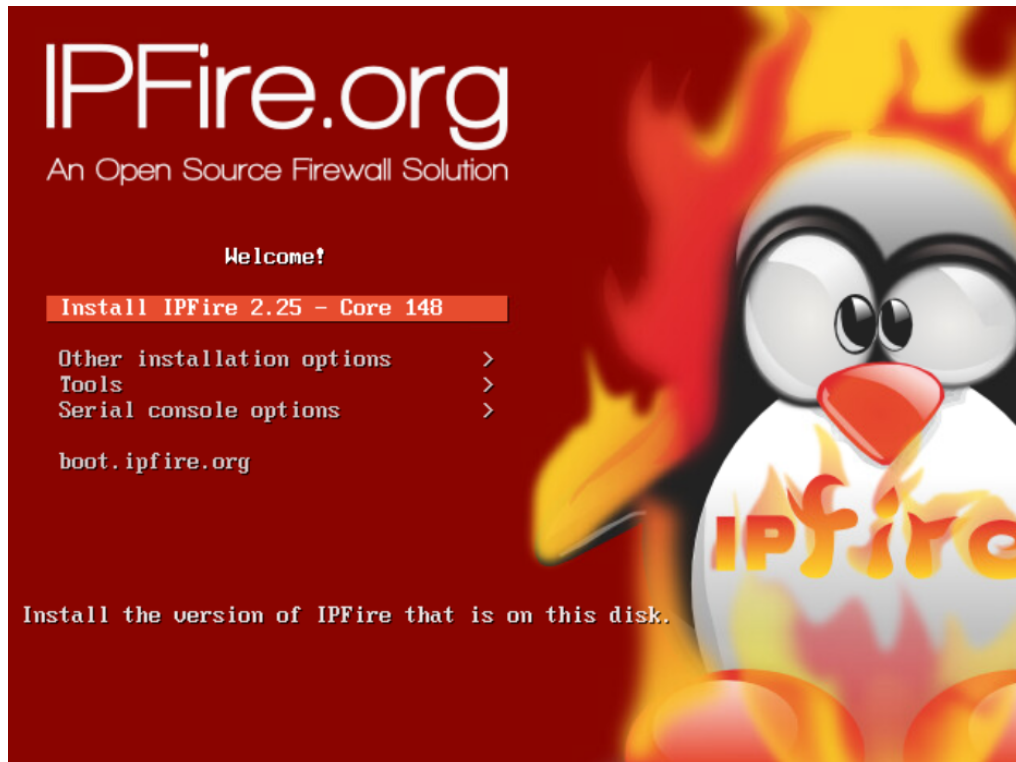 IPFire.org
An Open Source Firewall Solution
Welcome!
Install IPFire 2.25 - Core 148
Other installation options >
Tools >
Serial console options >
boot.ipfire.org
IPfire
Install the version of IPFire that is on this disk.